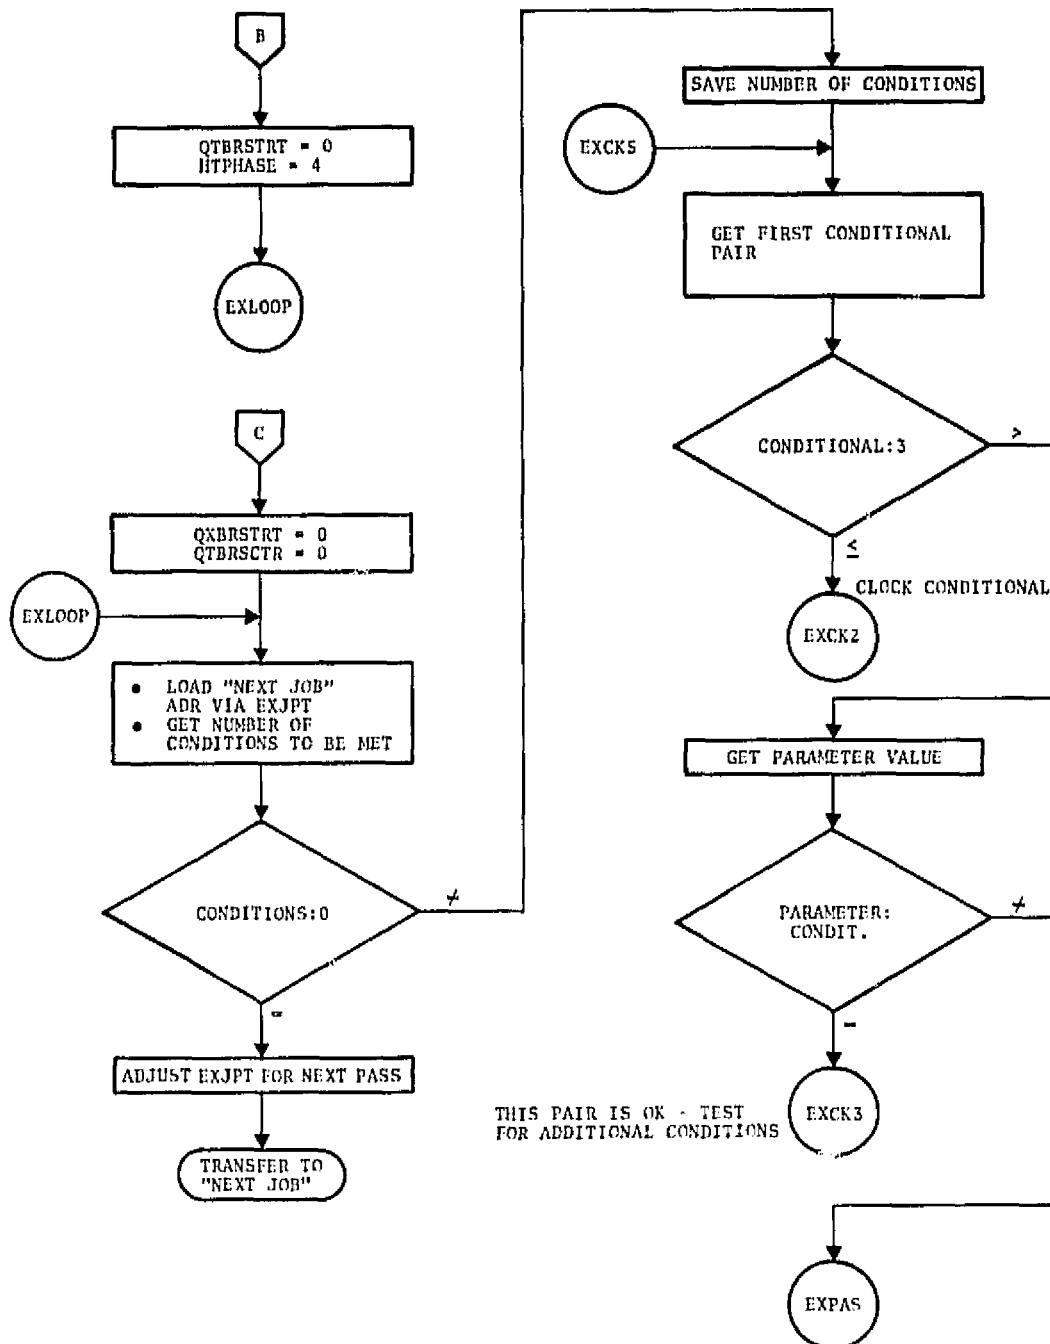 B
QTBRSTRT = 0
HTPHASE = 4
EXLOOP
C
QXBRSTRT = 0
QTBRSCTR = 0
EXLOOP
• LOAD "NEXT JOB"
ADR VIA EXJPT
• GET NUMBER OF
CONDITIONS TO BE MET
CONDITIONS:0
≠
=
ADJUST EXJPT FOR NEXT PASS
TRANSFER TO
"NEXT JOB"
SAVE NUMBER OF CONDITIONS
EXCK5
GET FIRST CONDITIONAL
PAIR
CONDITIONAL:3
>
≤
CLOCK CONDITIONAL
EXCK2
GET PARAMETER VALUE
PARAMETER:
CONDIT.
≠
=
THIS PAIR IS OK - TEST
FOR ADDITIONAL CONDITIONS
EXCK3
EXPAS